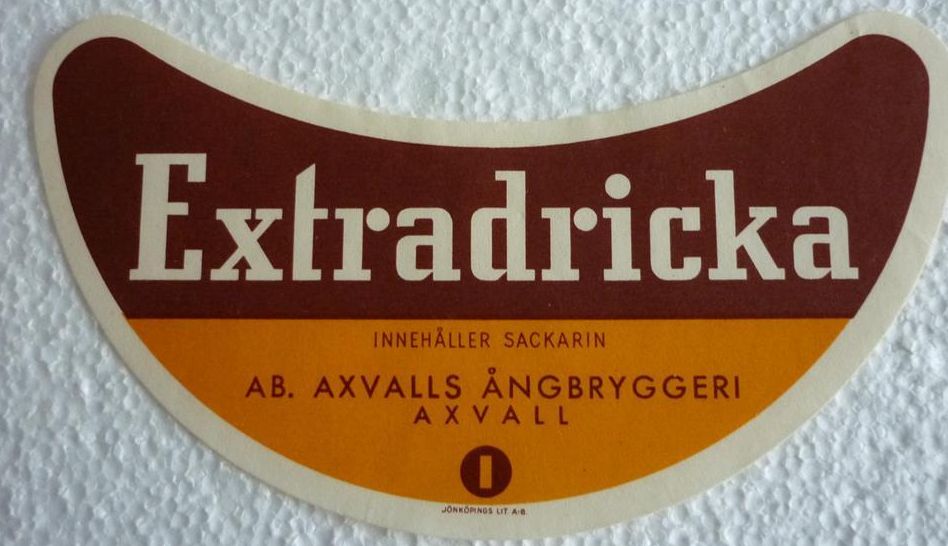 Extradricka
INNEHÅLLER SACKARIN
AB. AXVALLS ÅNGBRYGGERI
AXVALL
I
JÖNKÖPINGS LIT. A.-B.